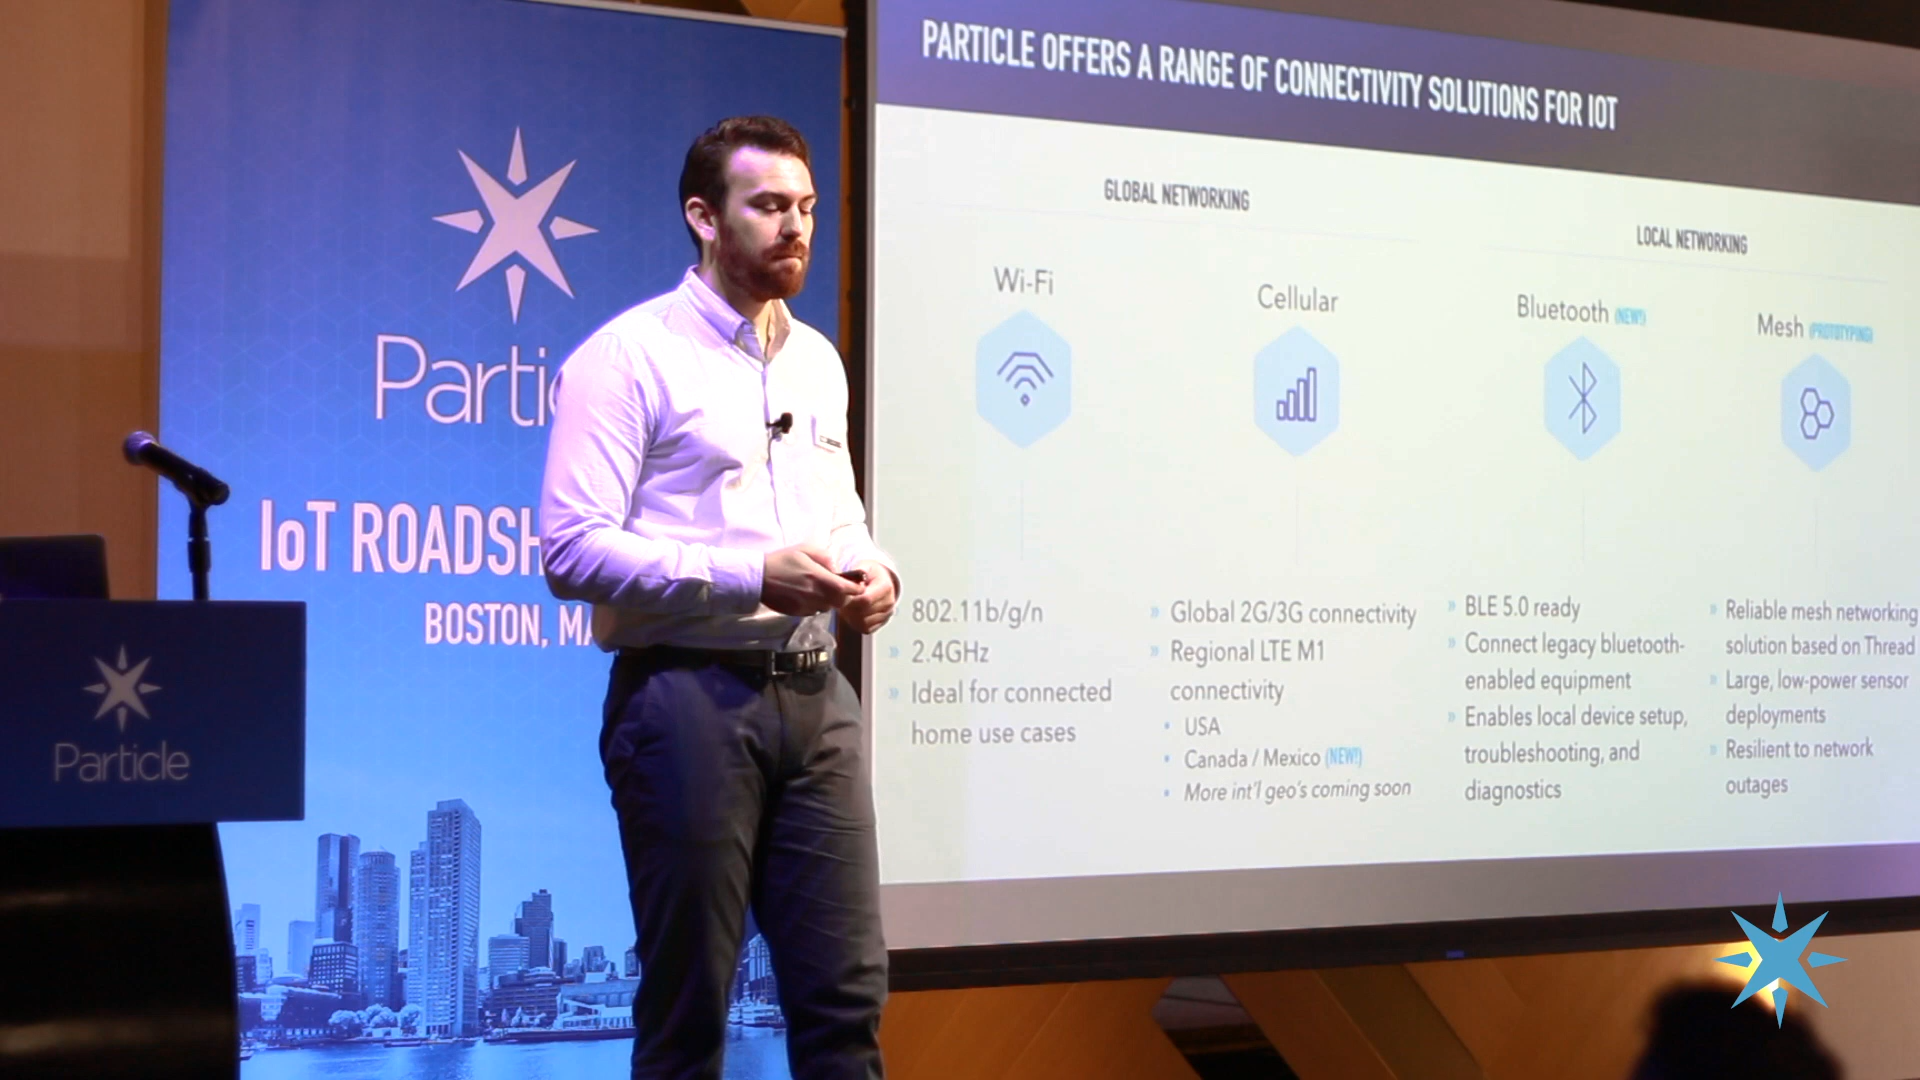 Parti
IoT ROADSH
BOSTON, MA
Particle
PARTICLE OFFERS A RANGE OF CONNECTIVITY SOLUTIONS FOR IOT
GLOBAL NETWORKING
LOCAL NETWORKING
Wi-Fi
802.11b/g/n
2.4GHz
Ideal for connected
home use cases
Cellular
Global 2G/3G connectivity
Regional LTE M1
connectivity
USA
Canada / Mexico (NEW!)
More int'l geo's coming soon
Bluetooth (NEW!)
BLE 5.0 ready
Connect legacy bluetooth-
enabled equipment
Enables local device setup,
troubleshooting, and
diagnostics
Mesh (PROTOTYPING)
Reliable mesh networking
solution based on Thread
Large, low-power sensor
deployments
Resilient to network
outages